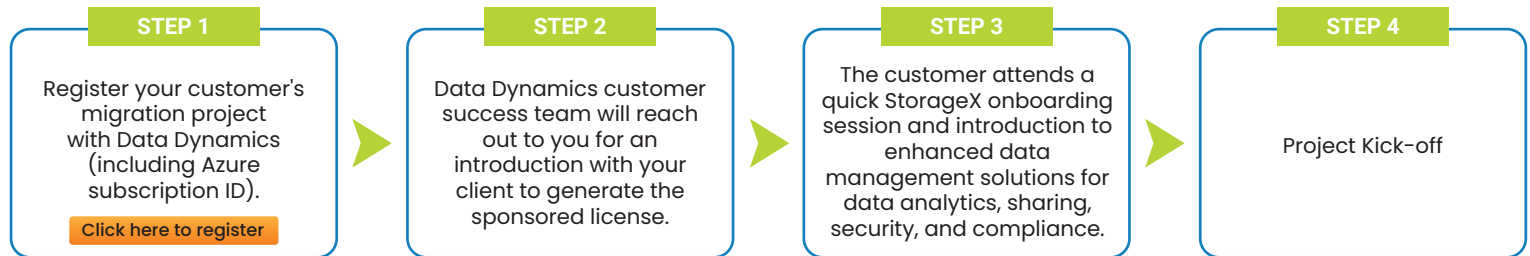 STEP 1
Register your customer's
migration project
with Data Dynamics
(including Azure
subscription ID).
Click here to register
STEP 2
Data Dynamics customer
success team will reach
out to you for an
introduction with your
client to generate the
sponsored license.
STEP 3
The customer attends a
quick StorageX onboarding
session and introduction to
enhanced data
management solutions for
data analytics, sharing,
security, and compliance.
STEP 4
Project Kick-off